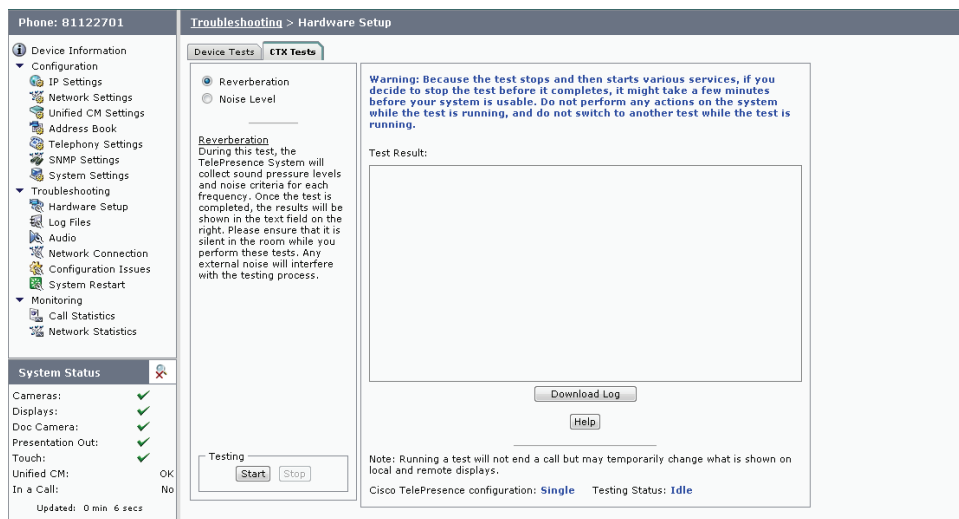 Phone: 81122701
Troubleshooting > Hardware Setup
Device Information
Configuration
IP Settings
Network Settings
Unified CM Settings
Address Book
Telephony Settings
SNMP Settings
System Settings
Troubleshooting
Hardware Setup
Log Files
Audio
Network Connection
Configuration Issues
System Restart
Monitoring
Call Statistics
Network Statistics
System Status
Cameras:
Displays:
Doc Camera:
Presentation Out:
Touch:
Unified CM: OK
In a Call: No
Updated: 0 min 6 secs
Device Tests
CTX Tests
Reverberation
Noise Level
Reverberation
During this test, the
TelePresence System will
collect sound pressure levels
and noise criteria for each
frequency. Once the test is
completed, the results will be
shown in the text field on the
right. Please ensure that it is
silent in the room while you
perform these tests. Any
external noise will interfere
with the testing process.
Testing
Start
Stop
Warning: Because the test stops and then starts various services, if you
decide to stop the test before it completes, it might take a few minutes
before your system is usable. Do not perform any actions on the system
while the test is running, and do not switch to another test while the test is
running.
Test Result:
Download Log
Help
Note: Running a test will not end a call but may temporarily change what is shown on
local and remote displays.
Cisco TelePresence configuration: Single Testing Status: Idle